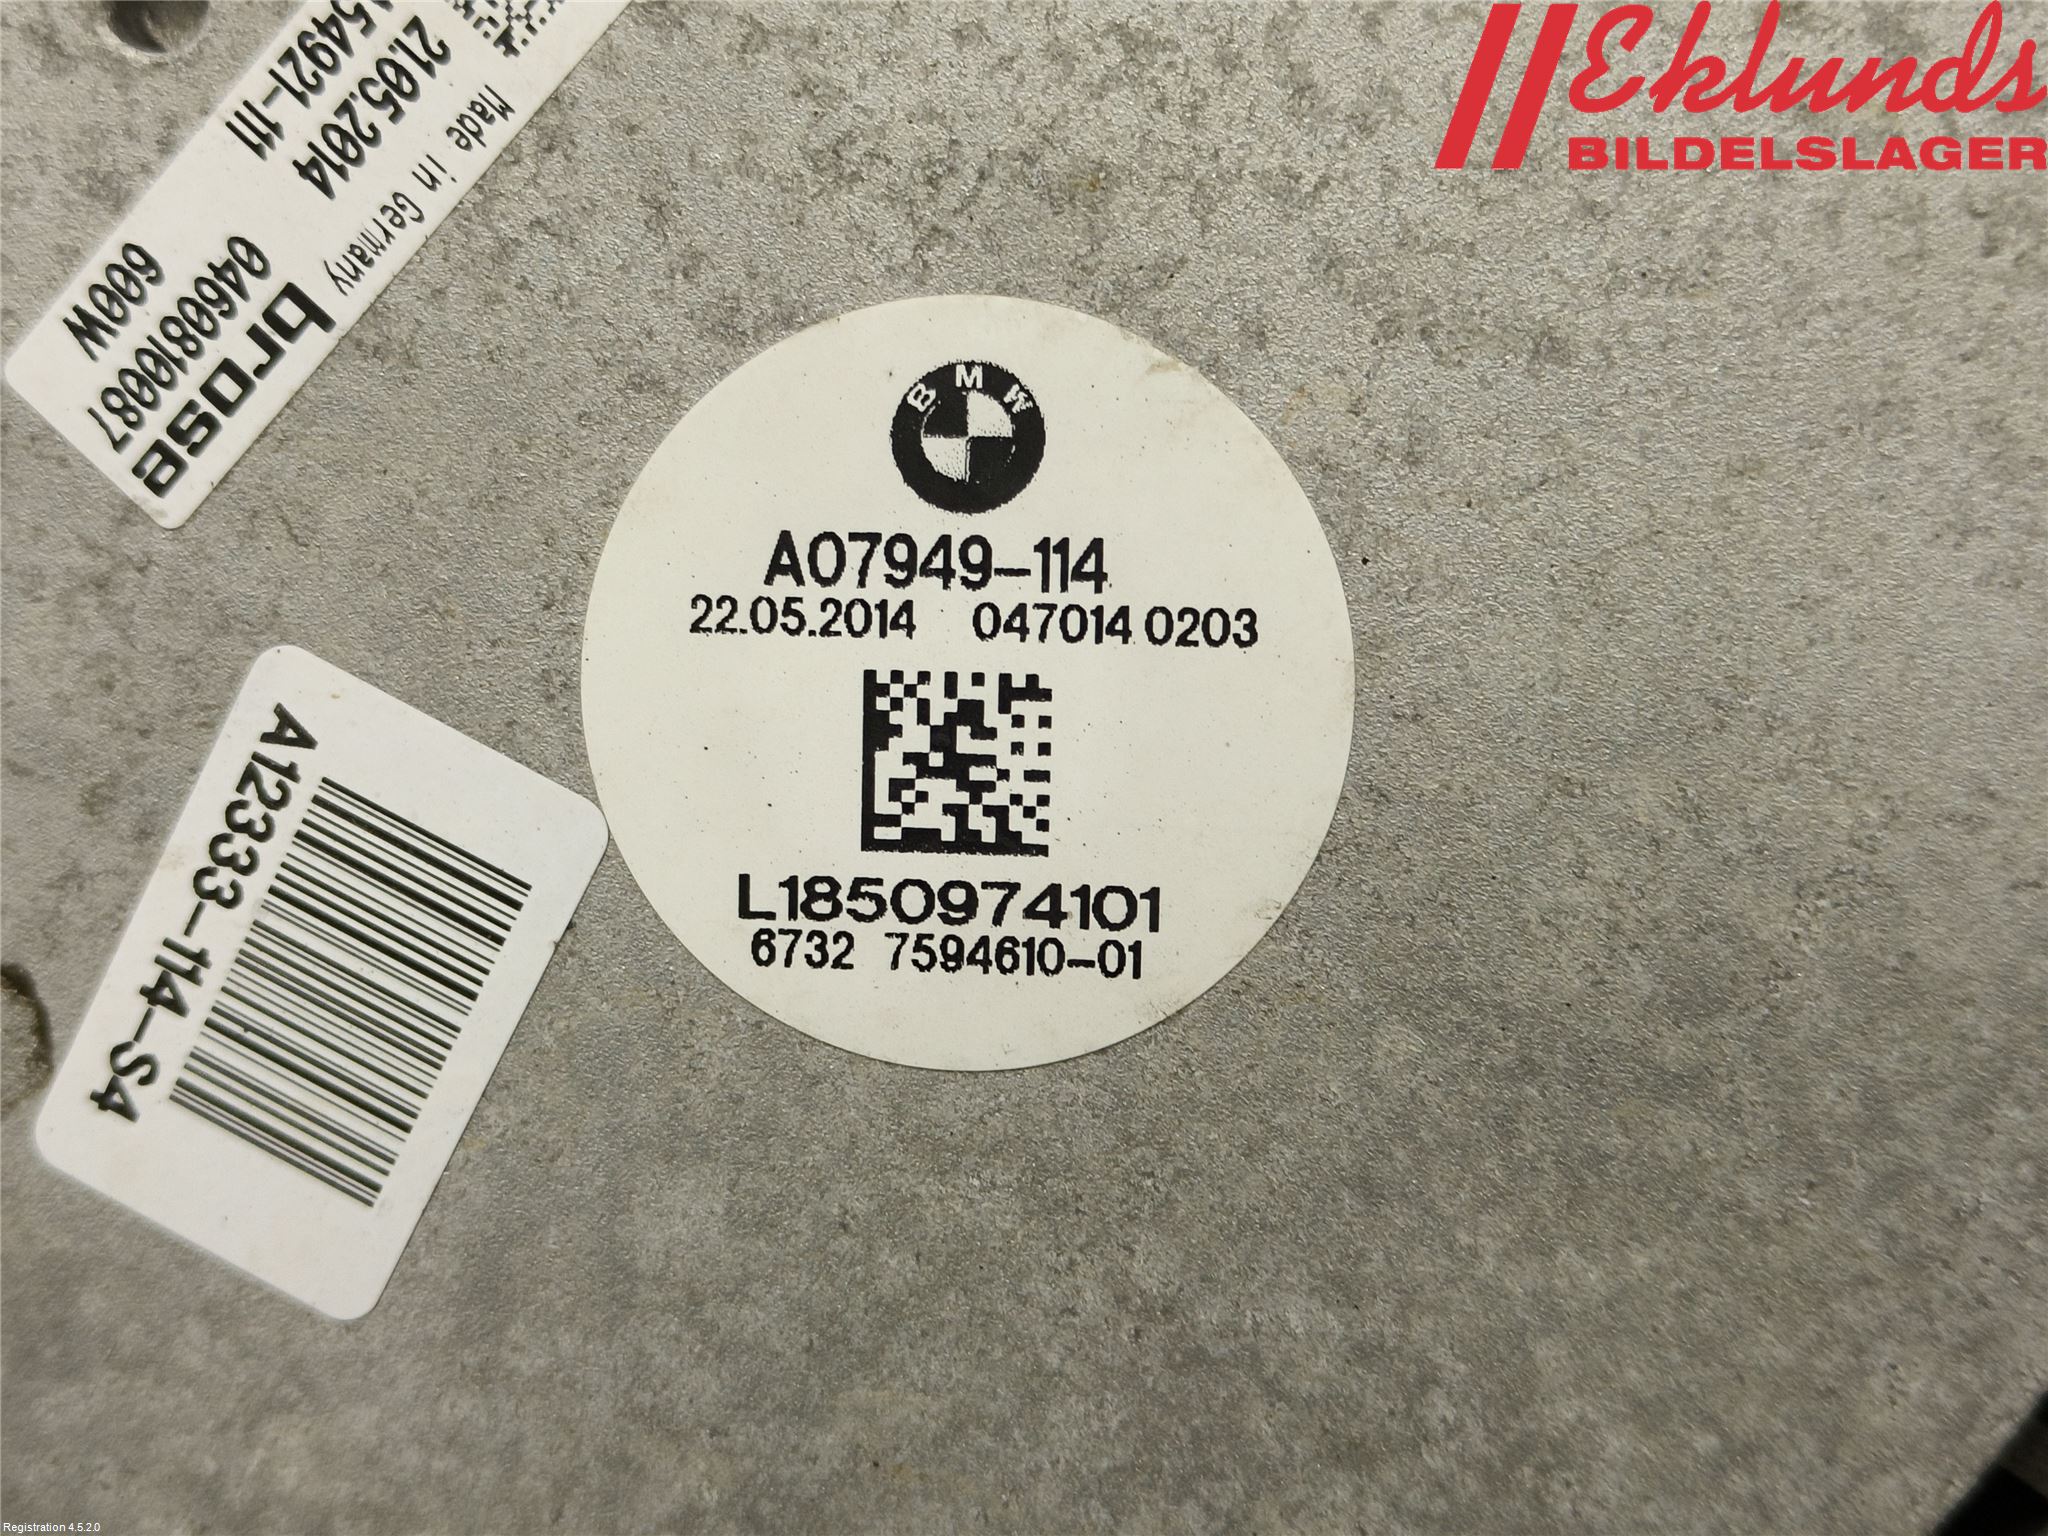 Eklunds
BILDELSLAGER
Made in Germany
21.05.2014
54921-111
brose
0460810087
600W
BMW
A07949-114
22.05.2014 047014 0203
L1850974101
6732 7594610-01
A1233-114-S4
Registration 4.5.2.0